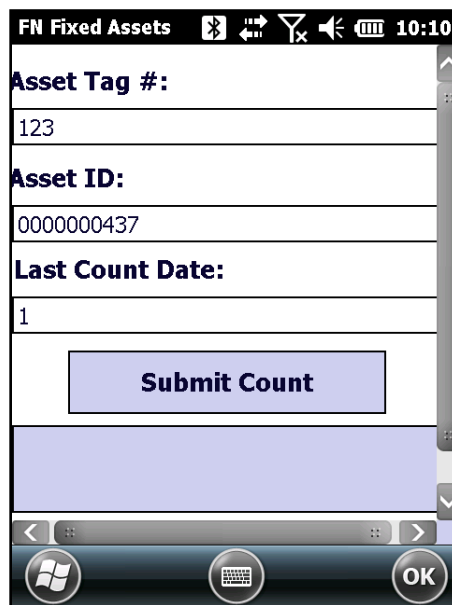 FN Fixed Assets 10:10
Asset Tag #:
123
Asset ID:
0000000437
Last Count Date:
1
Submit Count
OK